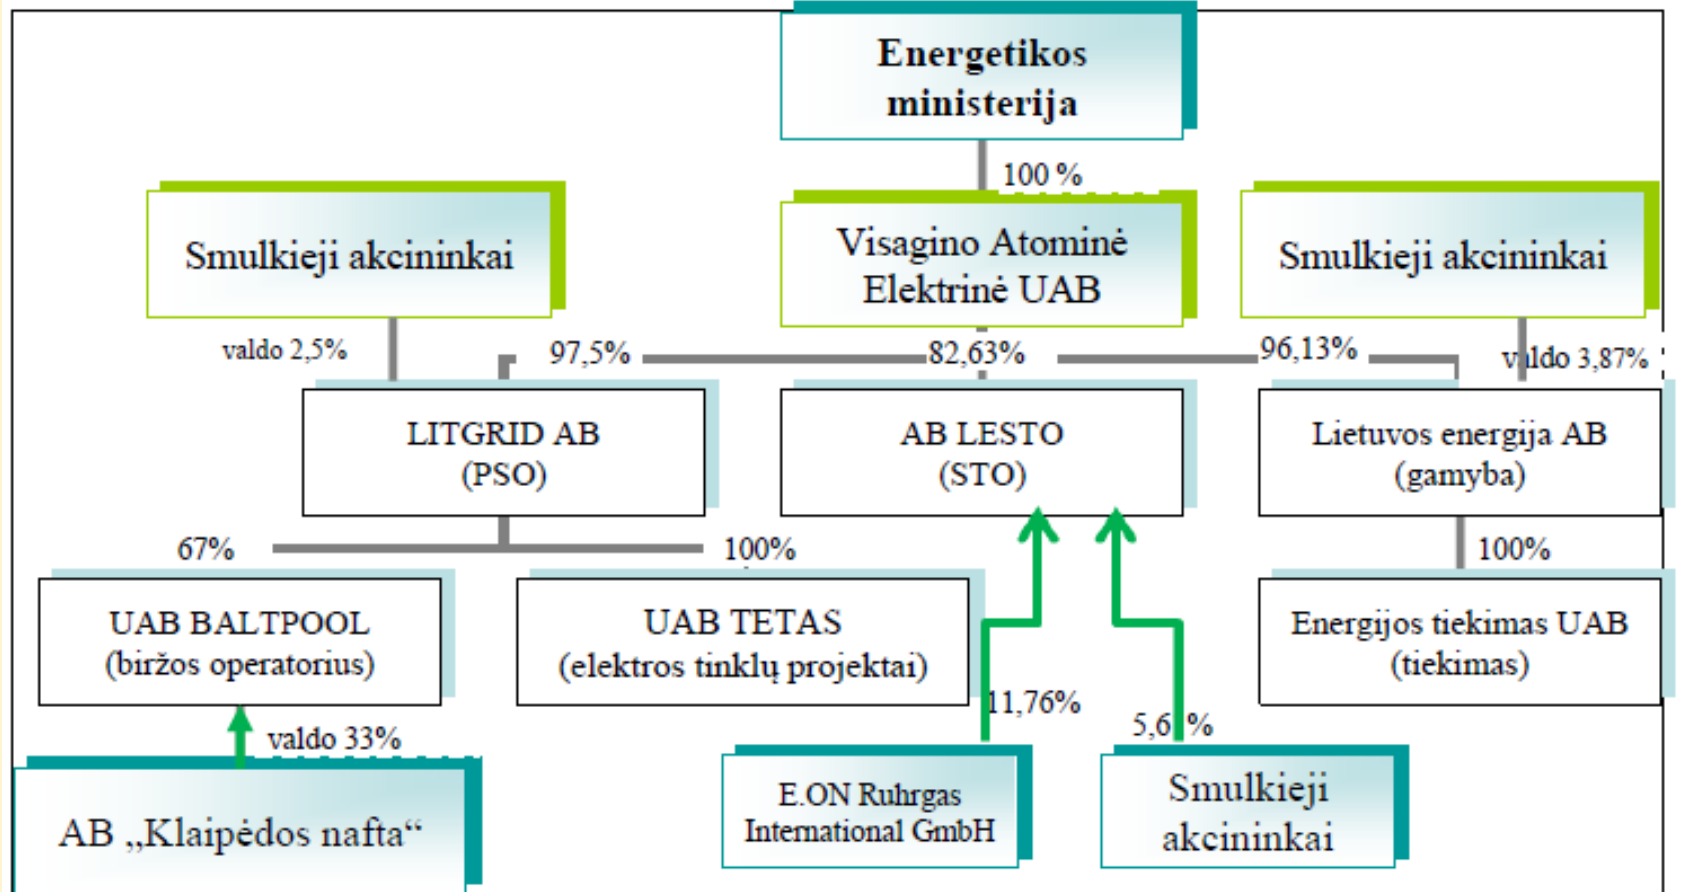 Energetikos
ministerija
100 %
Smulkieji akcininkai
Visagino Atominė
Elektrinė UAB
Smulkieji akcininkai
valdo 2,5%
97,5%
82,63%
96,13%
valdo 3,87%
LITGRID AB
(PSO)
AB LESTO
(STO)
Lietuvos energija AB
(gamyba)
67%
100%
100%
UAB BALTPOOL
(biržos operatorius)
UAB TETAS
(elektros tinklų projektai)
Energijos tiekimas UAB
(tiekimas)
11,76%
valdo 33%
AB „Klaipėdos nafta“
E.ON Ruhrgas
International GmbH
Smulkieji
akcininkai